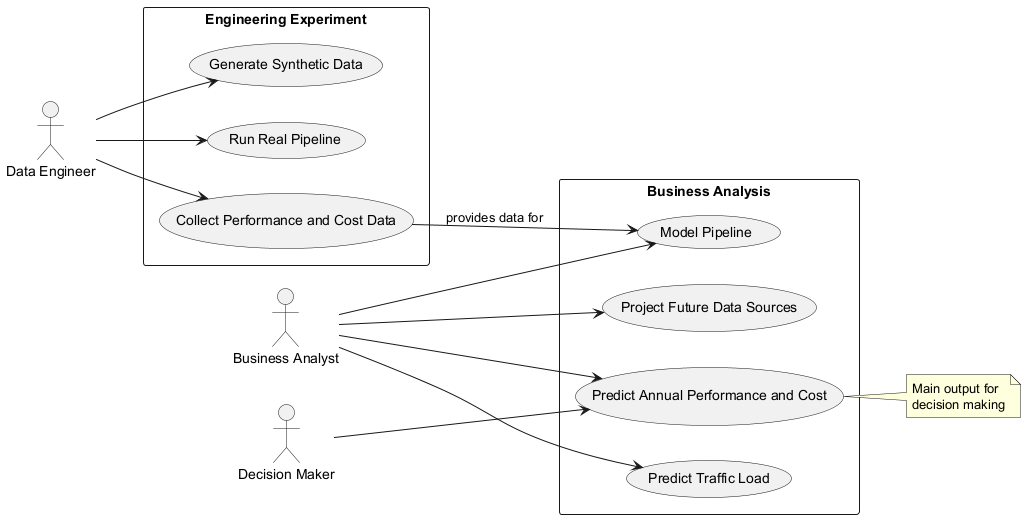 Engineering Experiment
Generate Synthetic Data
Run Real Pipeline
Data Engineer
Collect Performance and Cost Data
provides data for
Business Analysis
Model Pipeline
Project Future Data Sources
Business Analyst
Predict Annual Performance and Cost
Main output for
decision making
Decision Maker
Predict Traffic Load